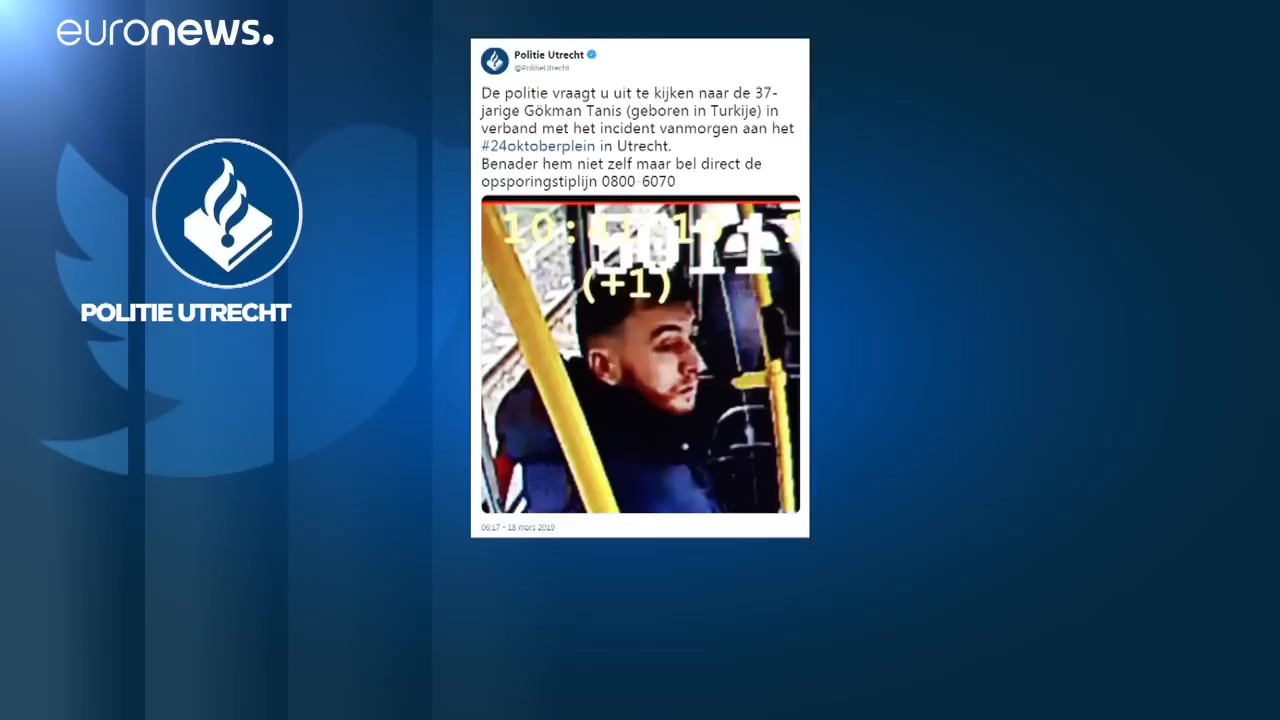 euronews.
POLITIE UTRECHT
Politie Utrecht
@PolitieUtrecht
De politie vraagt u uit te kijken naar de 37-
jarige Gökman Tanis (geboren in Turkije) in
verband met het incident vanmorgen aan het
#24oktoberplein in Utrecht.
Benader hem niet zelf maar bel direct de
opsporingstiplijn 0800-6070
(+1)
06:17 - 18 mars 2019